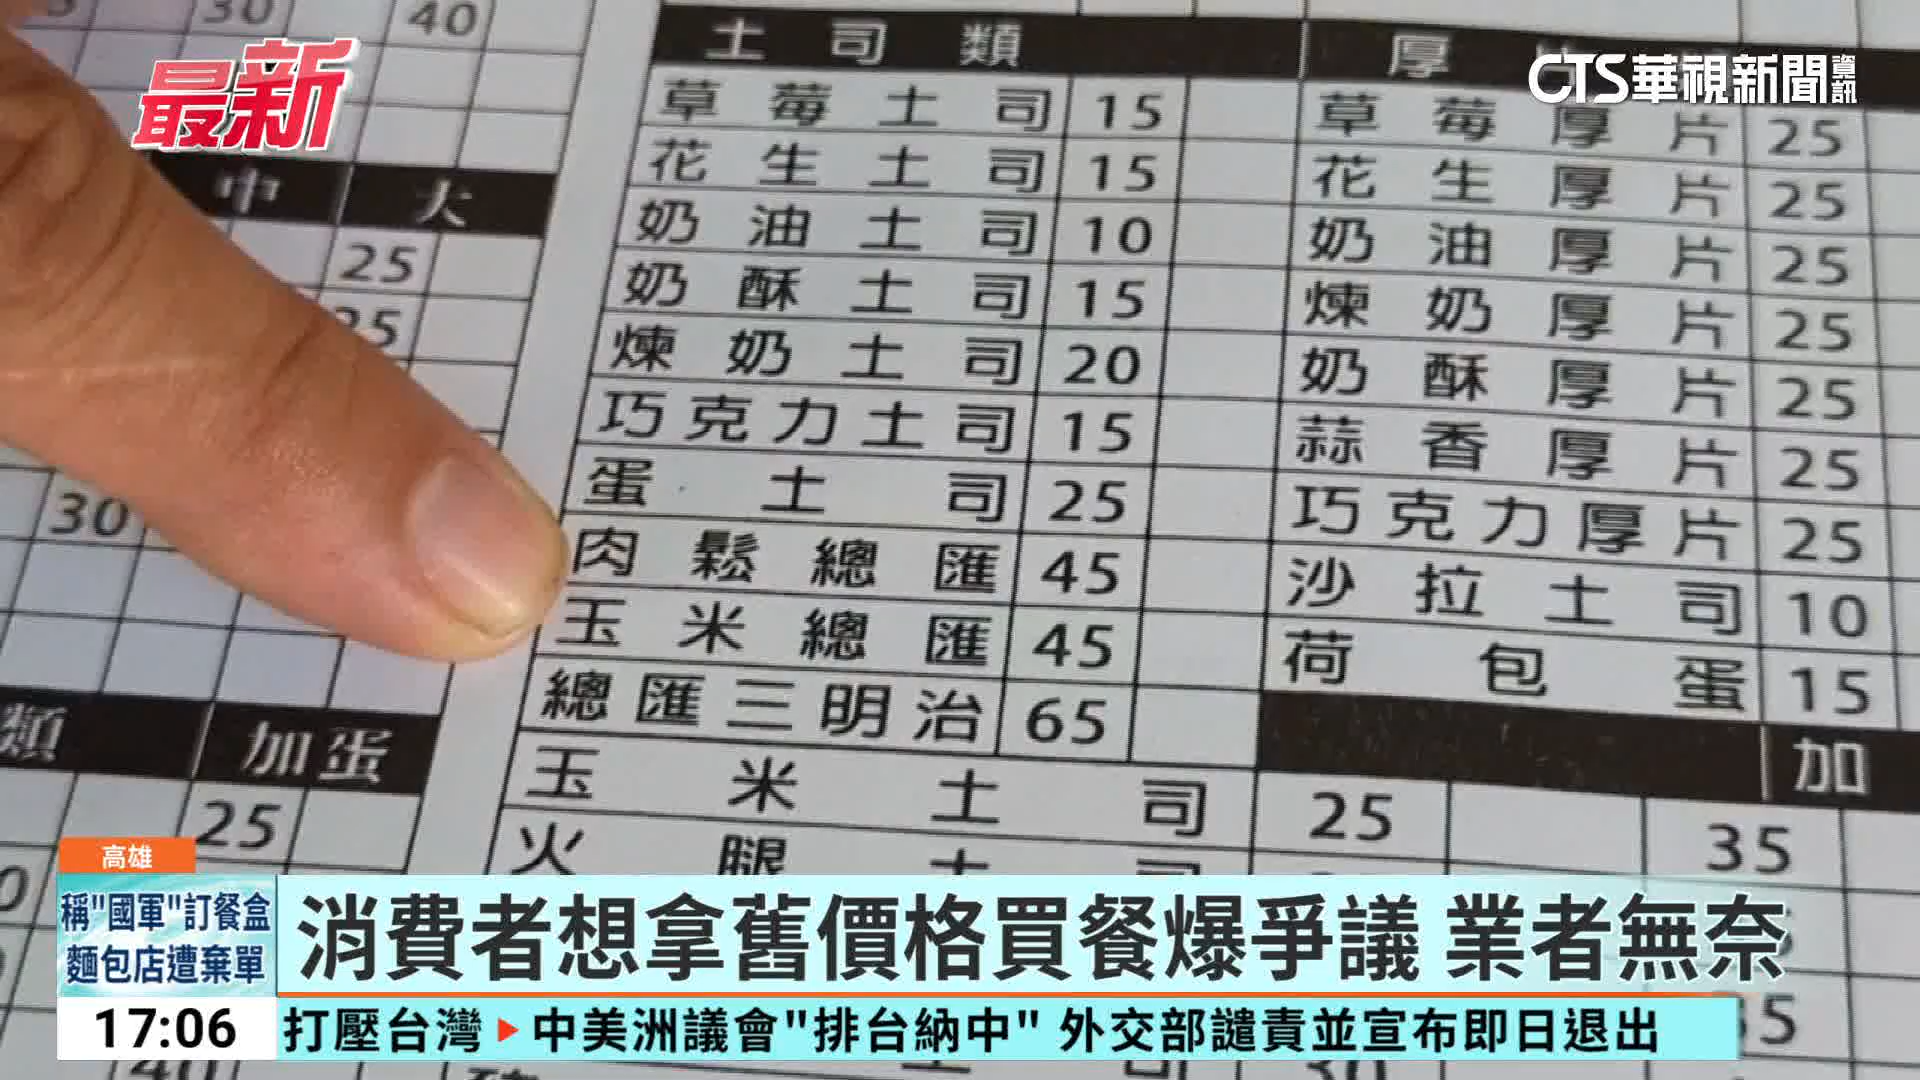 30
40
最新
CTS華視新聞資訊
中 大
25
25
30
類 加蛋
25
土司類
草莓土司 15
花生土司 15
奶油土司 10
奶酥土司 15
煉奶土司 20
巧克力土司 15
蛋土司 25
肉鬆總匯 45
玉米總匯 45
總匯三明治 65
玉米土司 25 35
火腿土司
厚
草莓厚片 25
花生厚片 25
奶油厚片 25
煉奶厚片 25
奶酥厚片 25
蒜香厚片 25
巧克力厚片 25
沙拉土司 10
荷包蛋 15
加
高雄
稱"國軍"訂餐盒
麵包店遭棄單
消費者想拿舊價格買餐爆爭議 業者無奈
17:06
打壓台灣▶中美洲議會"排台納中" 外交部譴責並宣布即日退出